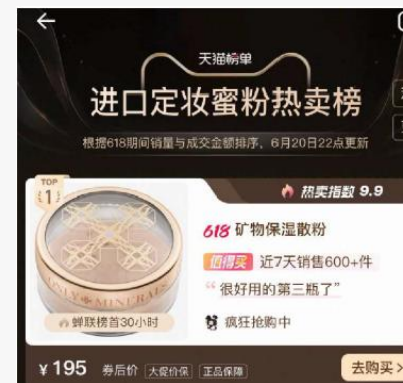 天猫榜单
进口定妆蜜粉热卖榜
根据618期间销量与成交金额排序，6月20日22点更新
TOP
1
热卖指数 9.9
618 矿物保湿散粉
值得买 近7天销售600+件
“很好用的第三瓶了”
ONLY MINERALS
蝉联榜首30小时
疯狂抢购中
¥195 券后价 大促价保 正品保障
去购买 >